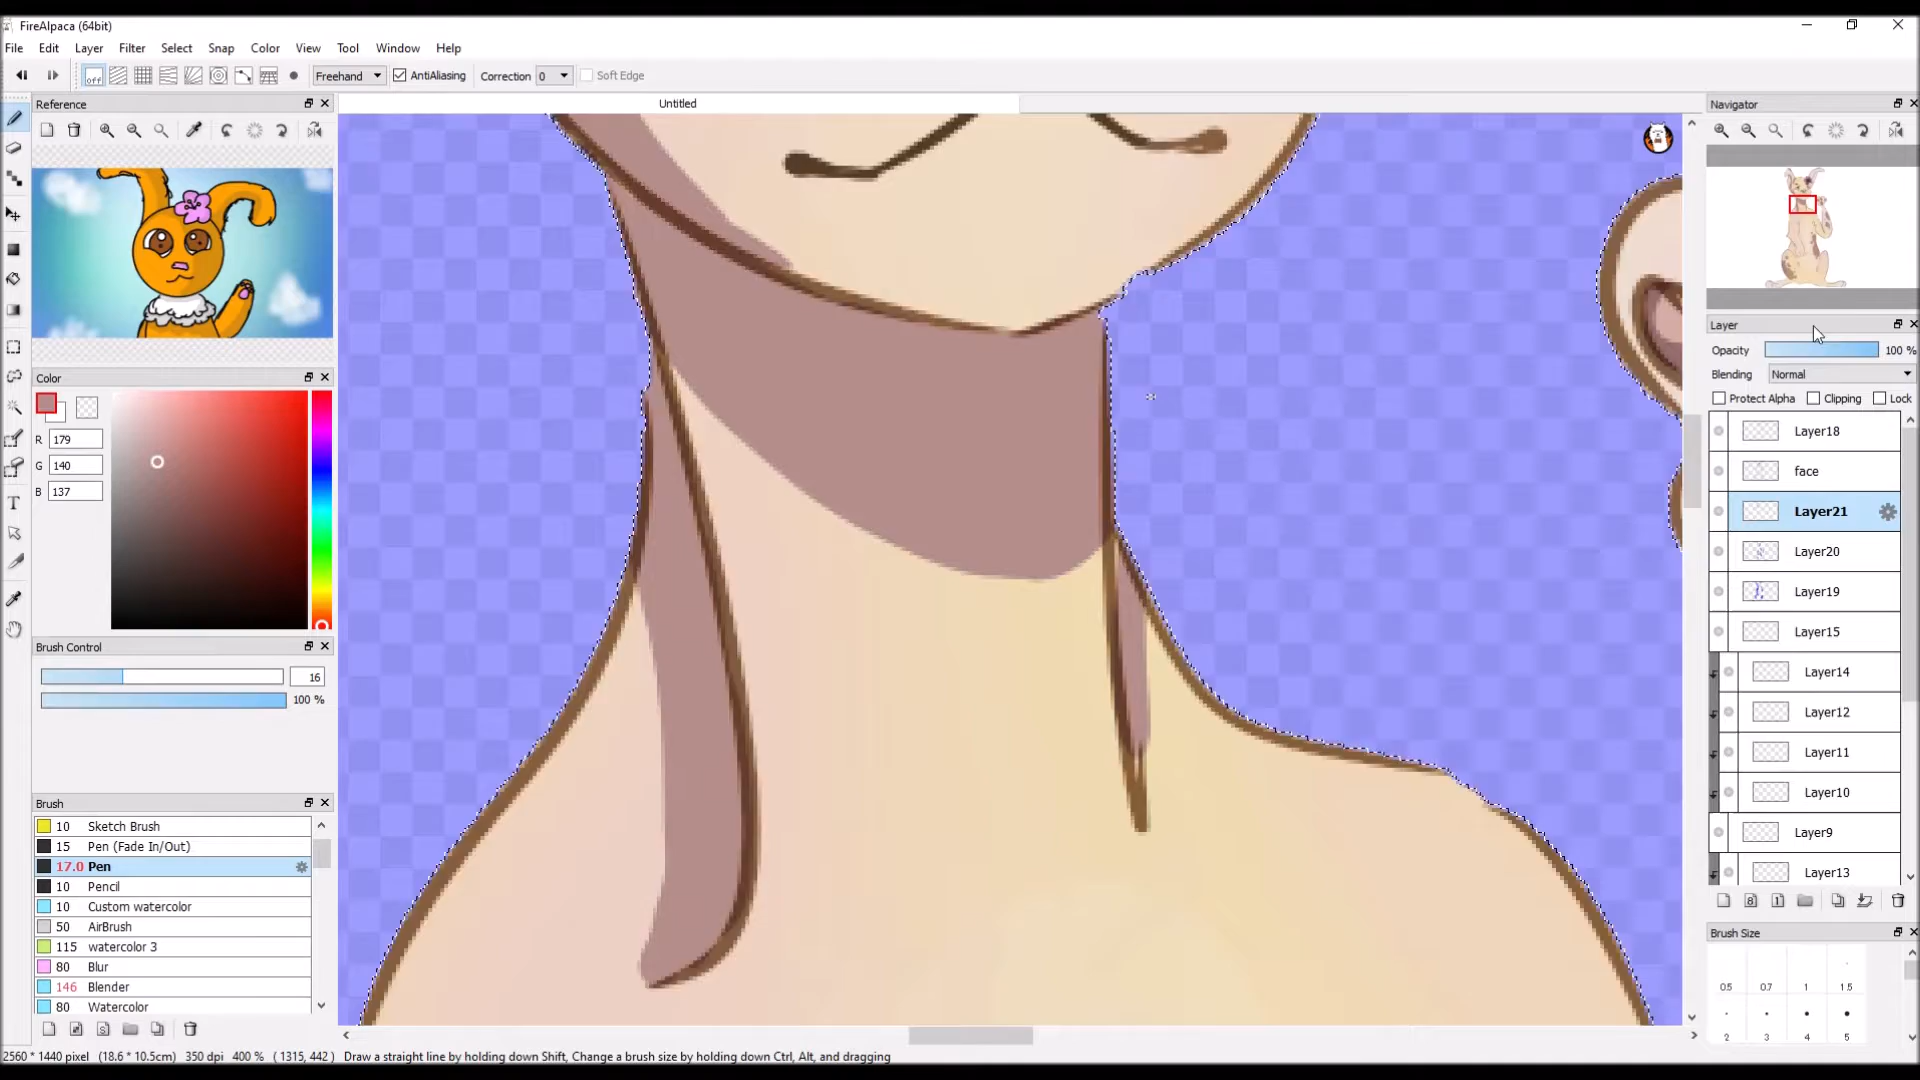 FireAlpaca (64bit)
File Edit Layer Filter Select Snap Color View Tool Window Help
off Freehand AntiAliasing Correction 0 Soft Edge
Reference
Untitled
Navigator
Color
R 179
G 140
B 137
Brush Control
16
100 %
Brush
10 Sketch Brush
15 Pen (Fade In/Out)
17.0 Pen
10 Pencil
10 Custom watercolor
50 AirBrush
115 watercolor 3
80 Blur
146 Blender
80 Watercolor
Layer
Opacity 100 %
Blending Normal
Protect Alpha Clipping Lock
Layer18
face
Layer21
Layer20
Layer19
Layer15
Layer14
Layer12
Layer11
Layer10
Layer9
Layer13
Brush Size
0.5 0.7 1 1.5
2 3 4 5
2560 * 1440 pixel (18.6 * 10.5cm) 350 dpi 400 % ( 1315, 442 ) Draw a straight line by holding down Shift, Change a brush size by holding down Ctrl, Alt, and dragging